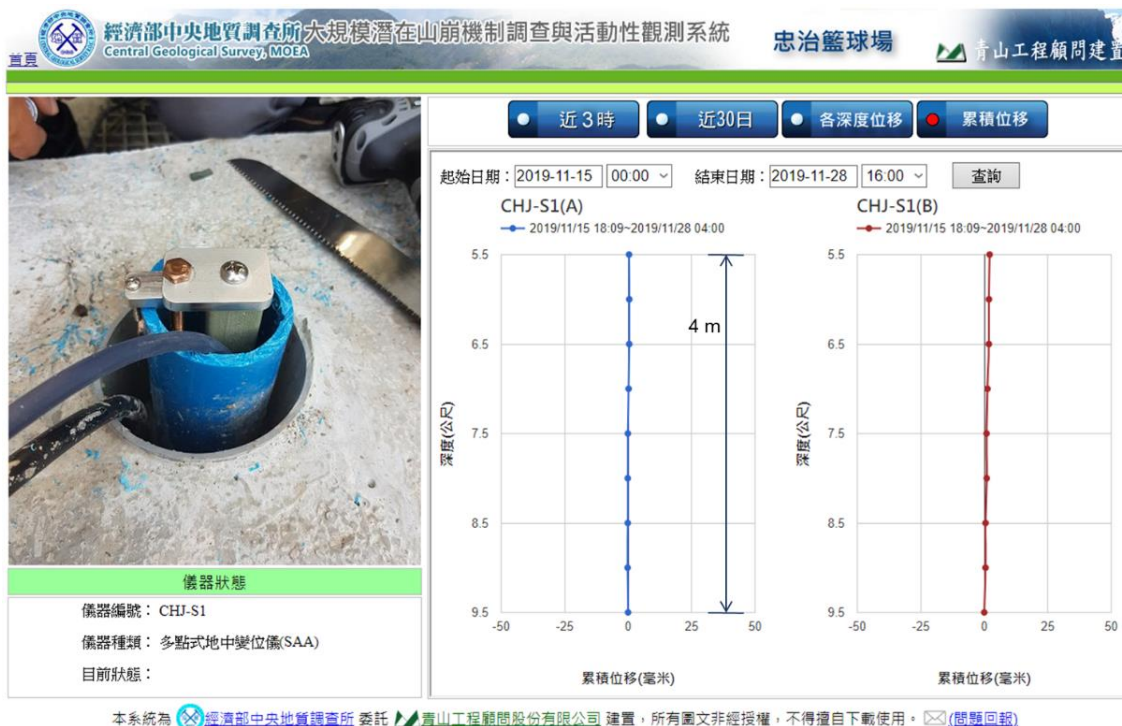 首頁
經濟部中央地質調查所 大規模潛在山崩機制調查與活動性觀測系統
Central Geological Survey, MOEA
忠治籃球場
青山工程顧問建置
近3時
近30日
各深度位移
累積位移
起始日期：2019-11-15 00:00 結束日期：2019-11-28 16:00 查詢
CHJ-S1(A)
2019/11/15 18:09~2019/11/28 04:00
5.5
6.5
7.5
8.5
9.5
深度(公尺)
4 m
-50 -25 0 25 50
累積位移(毫米)
CHJ-S1(B)
2019/11/15 18:09~2019/11/28 04:00
5.5
6.5
7.5
8.5
9.5
深度(公尺)
-50 -25 0 25 50
累積位移(毫米)
儀器狀態
儀器編號： CHJ-S1
儀器種類： 多點式地中變位儀(SAA)
目前狀態：
本系統為 經濟部中央地質調查所 委託 青山工程顧問股份有限公司 建置，所有圖文非經授權，不得擅自下載使用。 (問題回報)